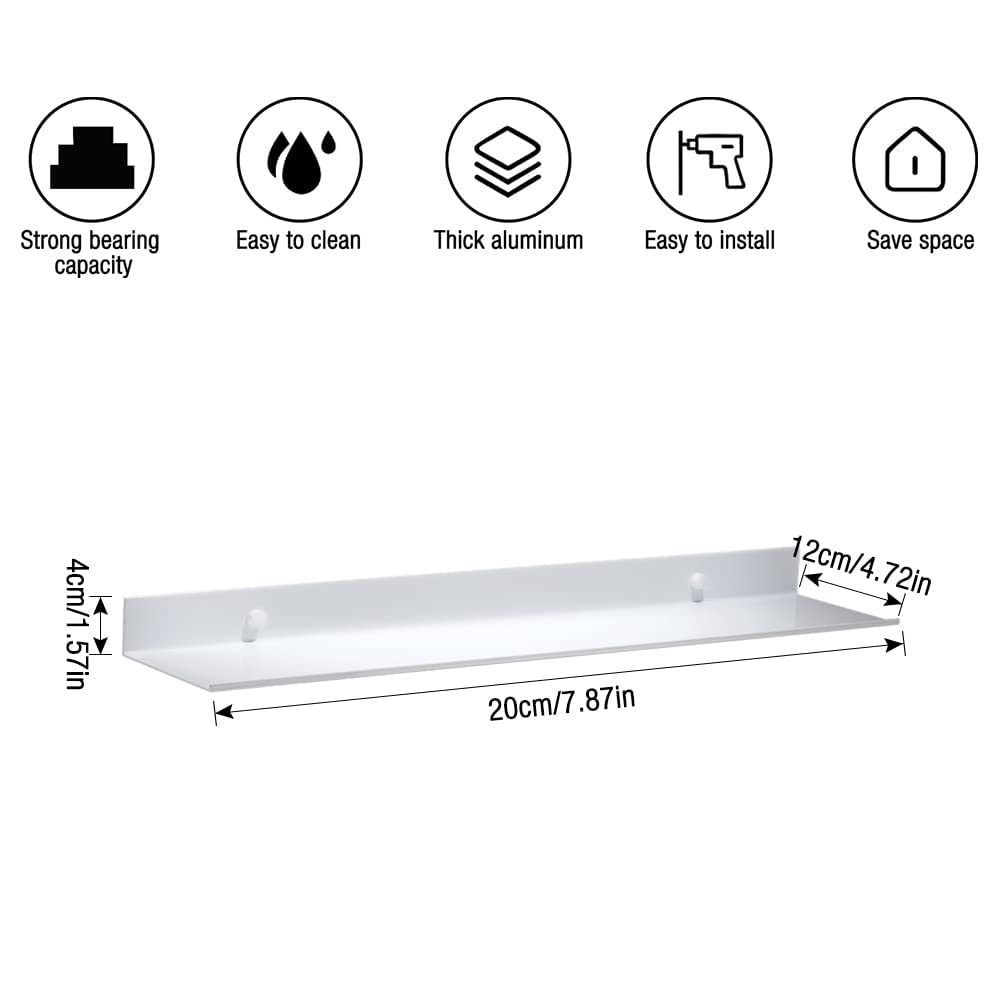 Strong bearing
capacity
Easy to clean
Thick aluminum
Easy to install
Save space
12cm/4.72in
4cm/1.57in
20cm/7.87in